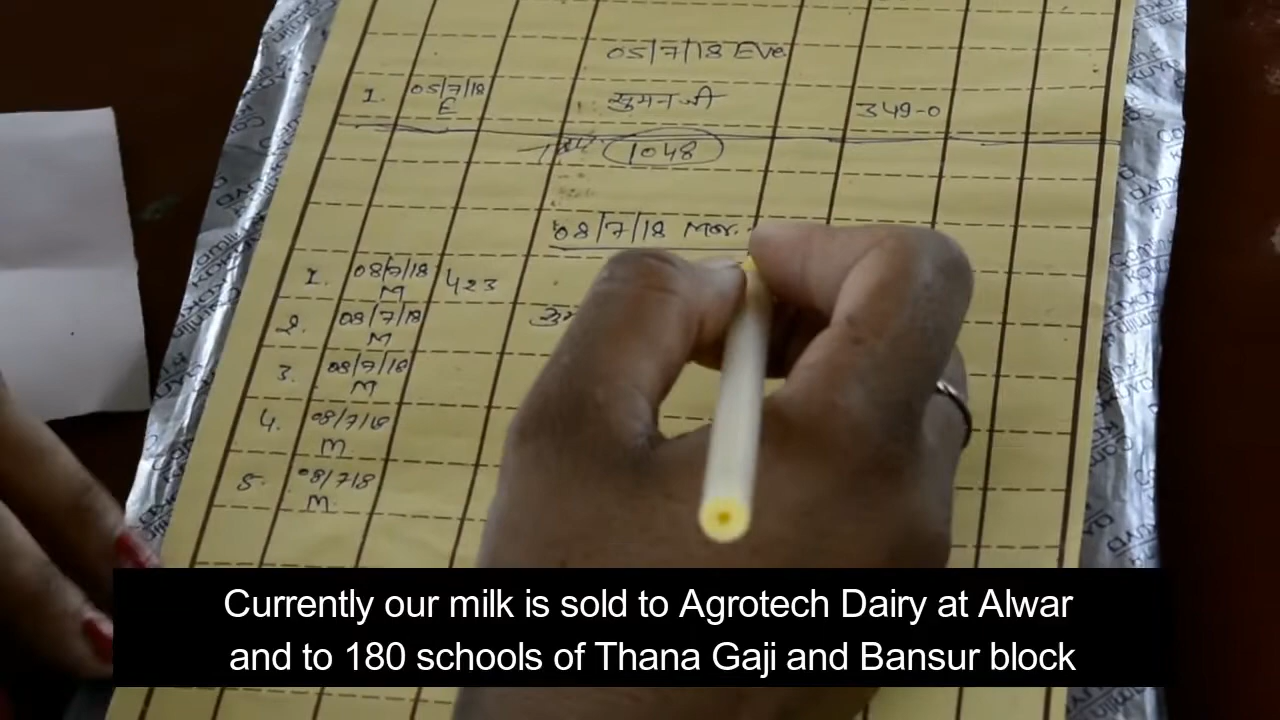 05/7/18 Eve
1. 05/7/18 E सुमन जी 349-0
1048
08/7/18 Mor.
1. 08/7/18 M 423
2. 08/7/18 M
3. 08/7/18 M
4. 08/7/18 M
5. 08/7/18 M
Currently our milk is sold to Agrotech Dairy at Alwar
and to 180 schools of Thana Gaji and Bansur block